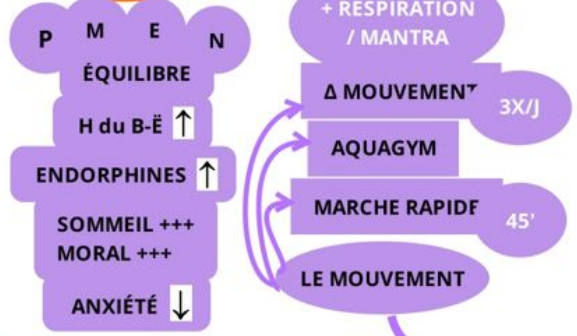 P M E N
ÉQUILIBRE
H du B-Ë ↑
ENDORPHINES ↑
SOMMEIL +++
MORAL +++
ANXIÉTÉ ↓
+ RESPIRATION
/ MANTRA
Δ MOUVEMENT
3X/J
AQUAGYM
MARCHE RAPIDE
45'
LE MOUVEMENT